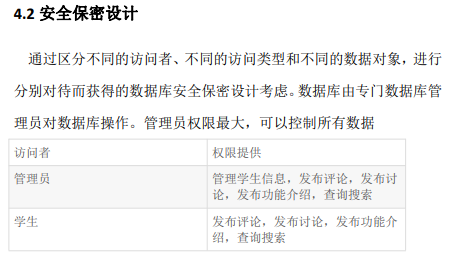 4.2 安全保密设计
通过区分不同的访问者、不同的访问类型和不同的数据对象，进行
分别对待而获得的数据库安全保密设计考虑。数据库由专门数据库管
理员对数据库操作。管理员权限最大，可以控制所有数据
访问者 权限提供
管理员 管理学生信息，发布评论，发布讨
论，发布功能介绍，查询搜索
学生 发布评论，发布讨论，发布功能介
绍，查询搜索